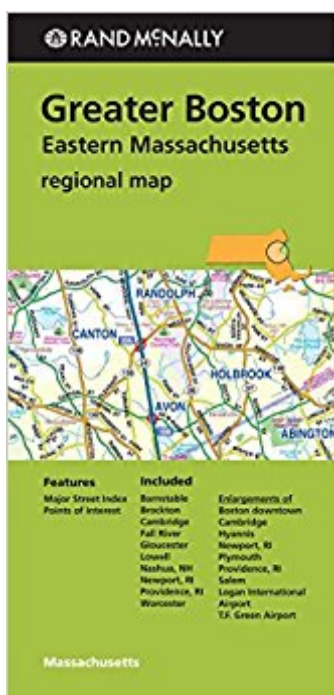 RAND MCNALLY
Greater Boston
Eastern Massachusetts
regional map
RANDOLPH
CANTON
HOLBROOK
AVON
ABINGTON
Features
Major Street Index
Points of Interest
Included
Barnstable
Brockton
Cambridge
Fall River
Gloucester
Lowell
Nashua, NH
Newport, RI
Providence, RI
Worcester
Enlargements of
Boston downtown
Cambridge
Hyannis
Newport, RI
Plymouth
Providence, RI
Salem
Logan International
Airport
T.F. Green Airport
Massachusetts